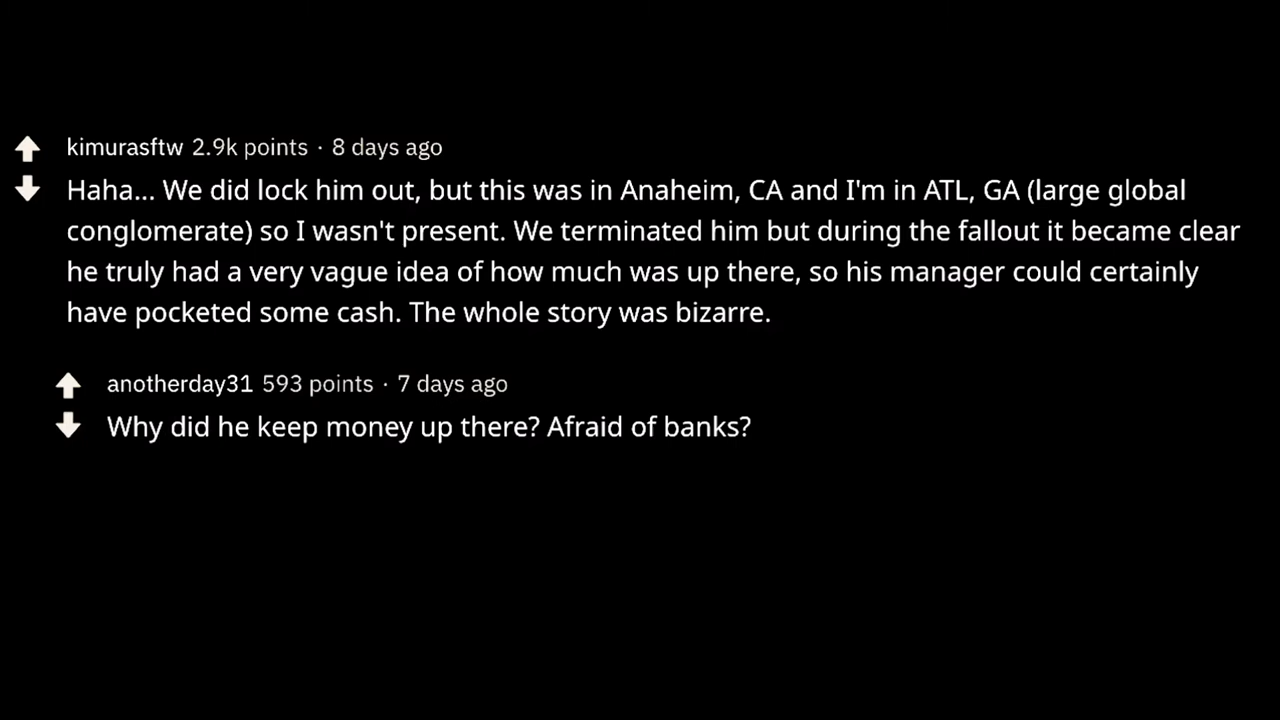 kimurasftw 2.9k points · 8 days ago
Haha... We did lock him out, but this was in Anaheim, CA and I'm in ATL, GA (large global
conglomerate) so I wasn't present. We terminated him but during the fallout it became clear
he truly had a very vague idea of how much was up there, so his manager could certainly
have pocketed some cash. The whole story was bizarre.
anotherday31 593 points · 7 days ago
Why did he keep money up there? Afraid of banks?